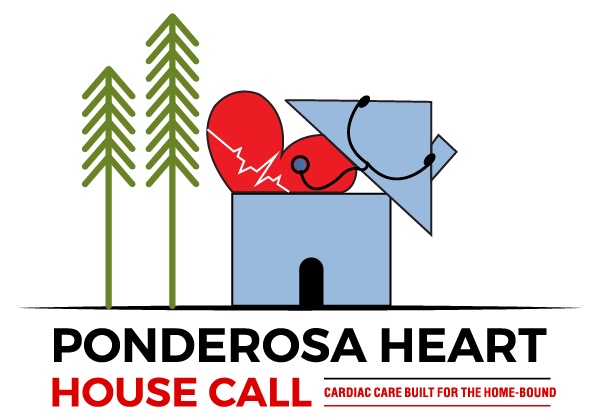 PONDEROSA HEART
HOUSE CALL
CARDIAC CARE BUILT FOR THE HOME-BOUND